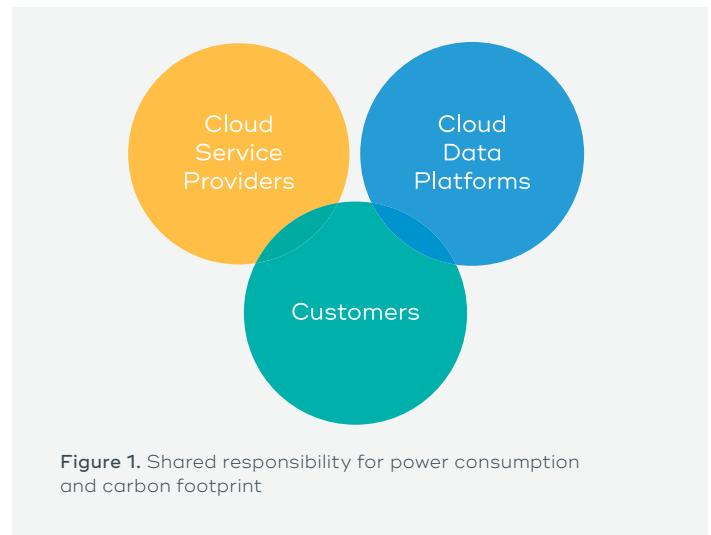 Cloud
Service
Providers
Cloud
Data
Platforms
Customers
Figure 1. Shared responsibility for power consumption
and carbon footprint